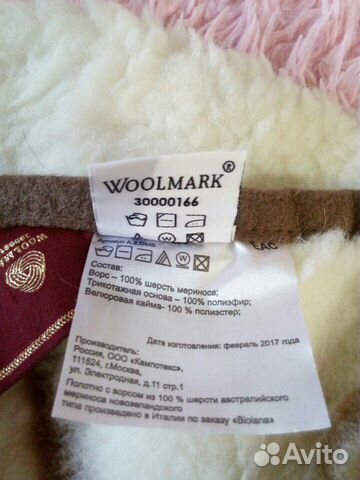 WOOLMARK®
30000166
Артикул А
ЕАС
Состав:
Ворс – 100% шерсть мериноса;
Трикотажная основа – 100% полиэфир;
Велюровая кайма- 100% полиэстер;
Дата изготовления: февраль 2017 года
Производитель:
Россия, ООО «Кампотекс»
111524, г.Москва,
ул. Электродная, д.11 стр.1
Полотно с ворсом из 100 % шерсти австралийского
мериноса новозеландского
типа произведено в Италии по заказу «Biolana»
Avito